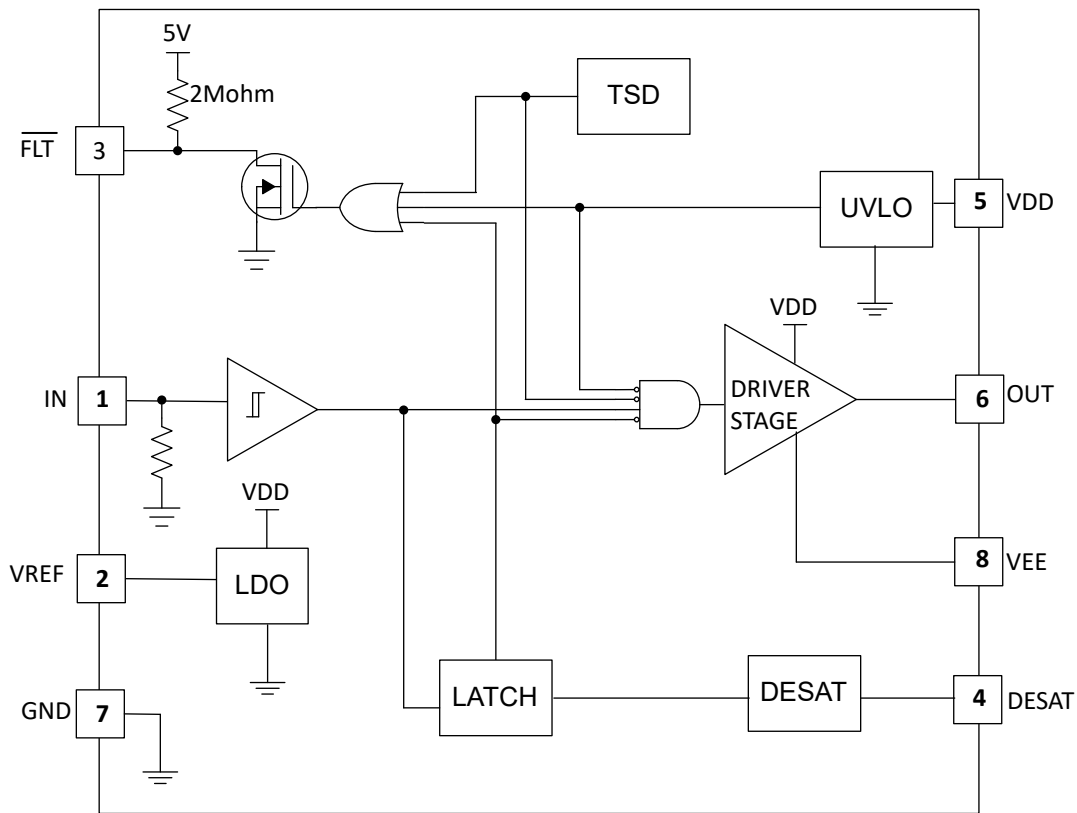 5V
2Mohm
TSD
FLT
3
UVLO
5
VDD
VDD
IN
1
DRIVER
STAGE
6
OUT
VDD
VREF
2
LDO
8
VEE
GND
7
LATCH
DESAT
4
DESAT